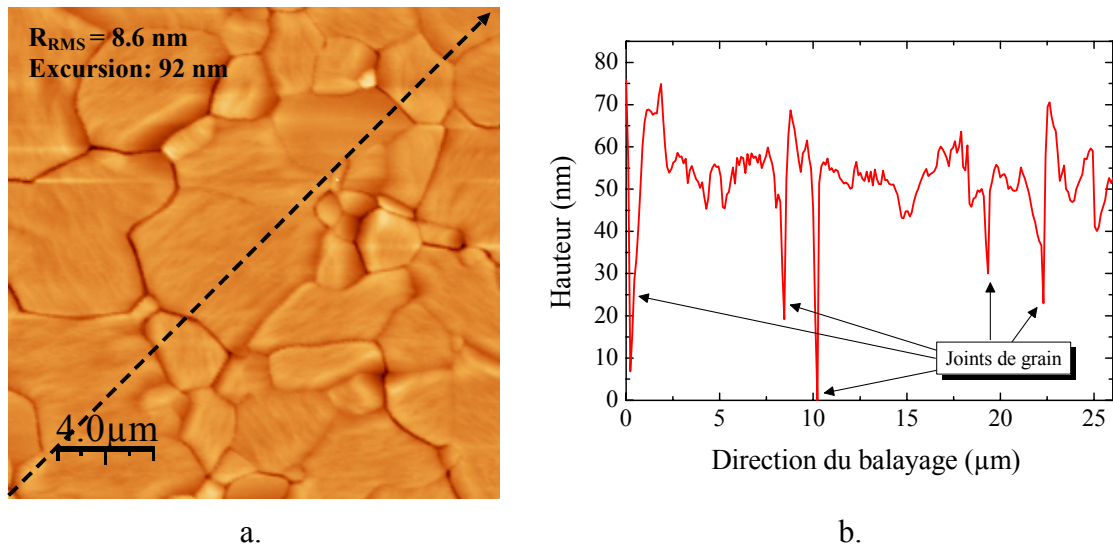 R_RMS = 8.6 nm
Excursion: 92 nm
4.0µm
a.
Hauteur (nm)
80
70
60
50
40
30
20
10
0
Joints de grain
0 5 10 15 20 25
Direction du balayage (µm)
b.